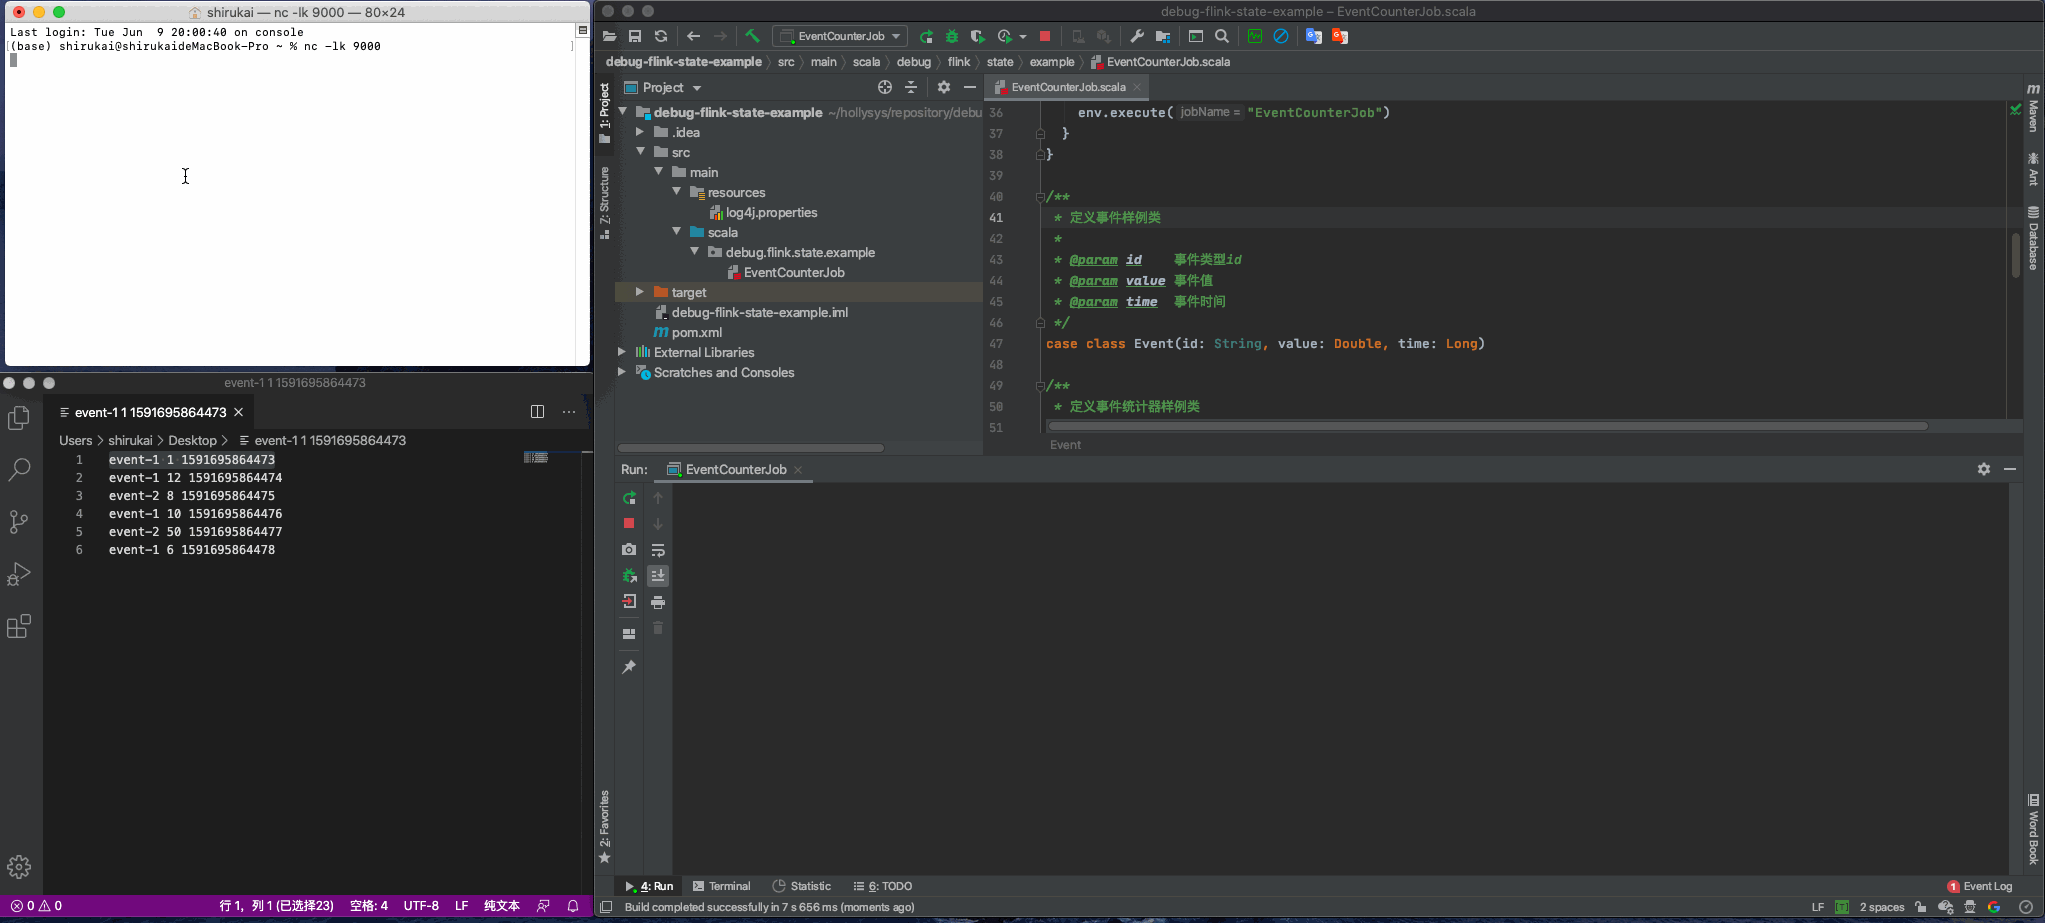 shirukai — nc -lk 9000 — 80×24
Last login: Tue Jun  9 20:00:40 on console
(base) shirukai@shirukaideMacBook-Pro ~ % nc -lk 9000
event-1 1 1591695864473
event-1 1 1591695864473
Users > shirukai > Desktop > event-1 1 1591695864473
1 event-1 1 1591695864473
2 event-1 12 1591695864474
3 event-2 8 1591695864475
4 event-1 10 1591695864476
5 event-2 50 1591695864477
6 event-1 6 1591695864478
0 0
行 1，列 1 (已选择23) 空格: 4 UTF-8 LF 纯文本
debug-flink-state-example – EventCounterJob.scala
EventCounterJob
debug-flink-state-example src main scala debug flink state example EventCounterJob.scala
1: Project
Z: Structure
2: Favorites
Project
debug-flink-state-example ~/hollysys/repository/debu
.idea
src
main
resources
log4j.properties
scala
debug.flink.state.example
EventCounterJob
target
debug-flink-state-example.iml
pom.xml
External Libraries
Scratches and Consoles
EventCounterJob.scala
36 env.execute( jobName = "EventCounterJob")
37 }
38 }
39
40 /**
41 * 定义事件样例类
42 *
43 * @param id 事件类型id
44 * @param value 事件值
45 * @param time 事件时间
46 */
47 case class Event(id: String, value: Double, time: Long)
48
49 /**
50 * 定义事件统计器样例类
51
Event
Maven
Ant
Database
Word Book
Run: EventCounterJob
4: Run Terminal Statistic 6: TODO
1 Event Log
Build completed successfully in 7 s 656 ms (moments ago)
LF 2 spaces